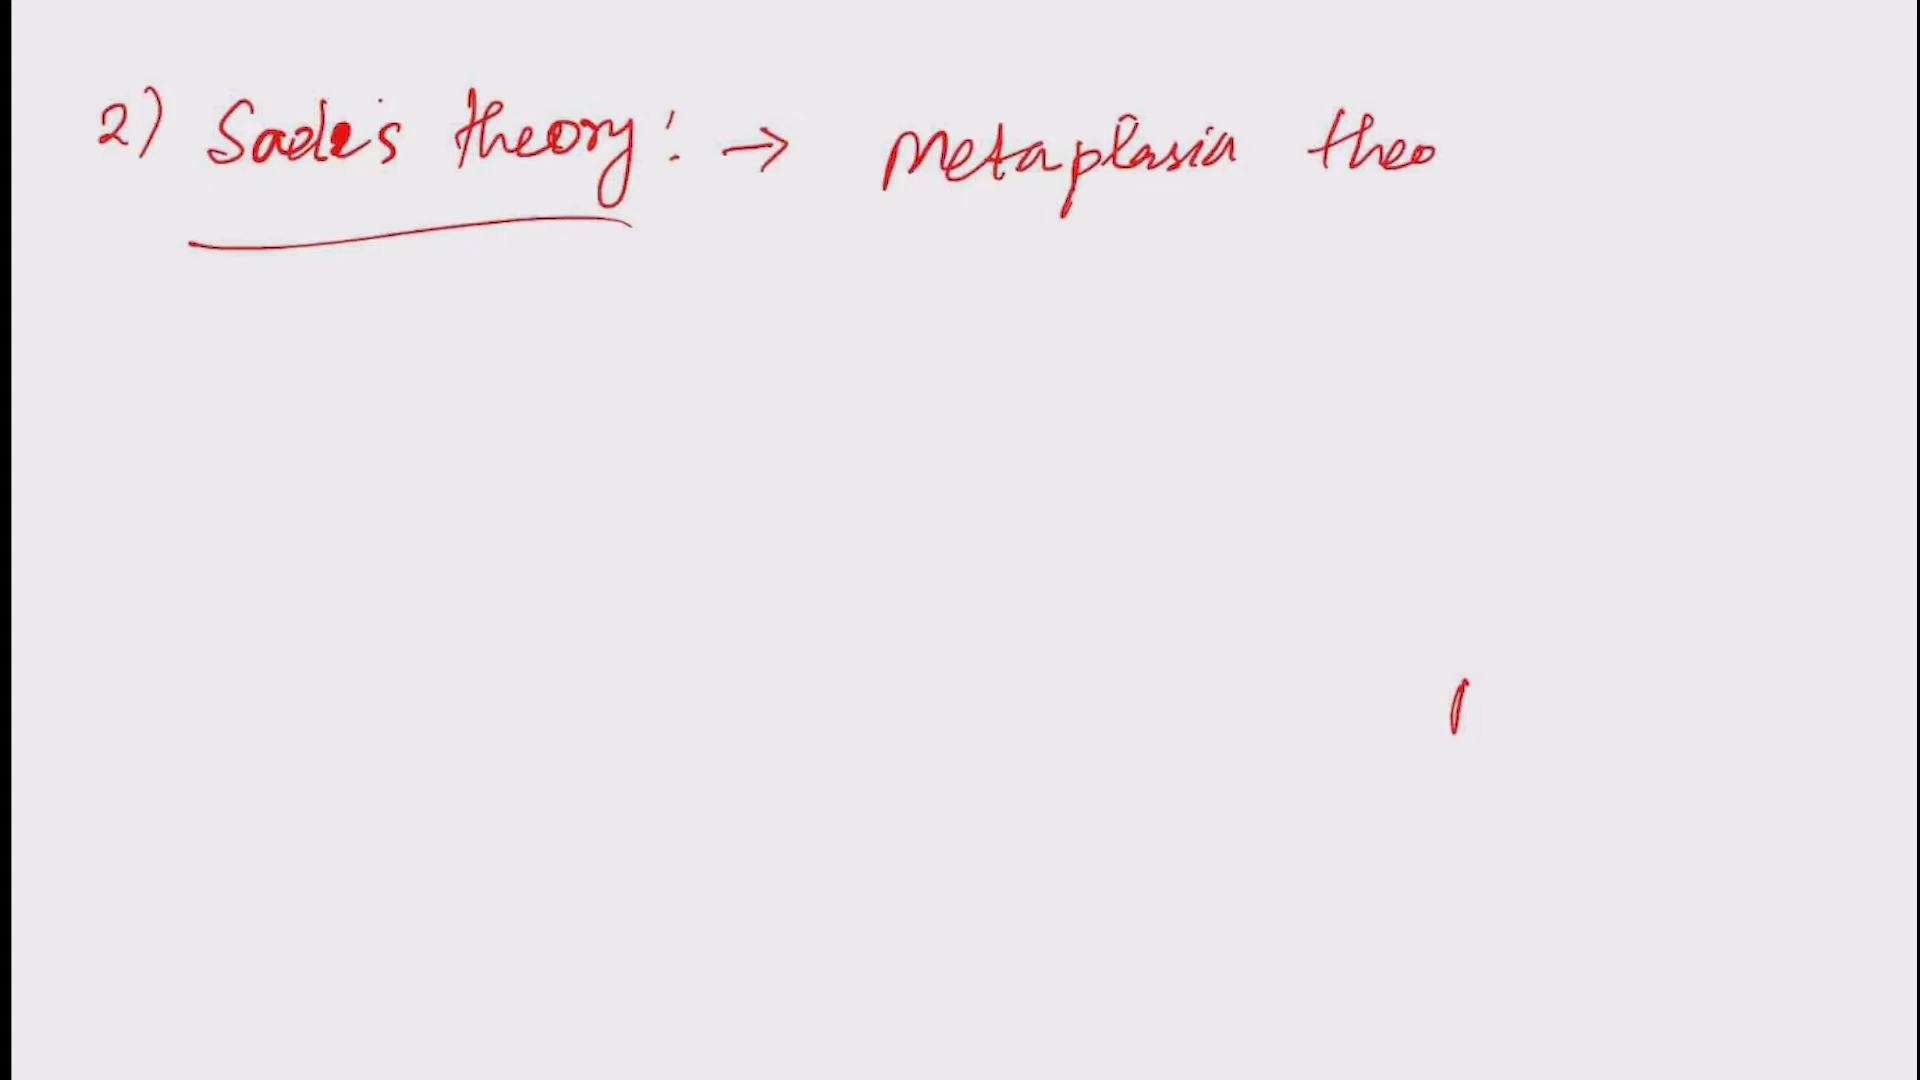 2) Sade's theory: → Metaplasia theo